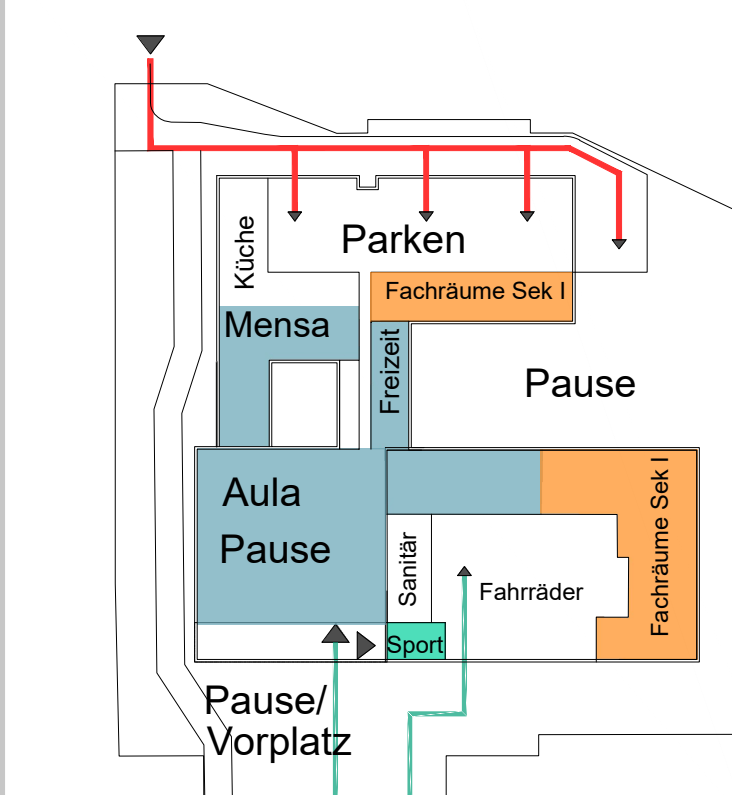 Parken
Küche
Fachräume Sek I
Mensa
Freizeit
Pause
Aula
Pause
Fachräume Sek I
Sanitär
Fahrräder
Sport
Pause/
Vorplatz